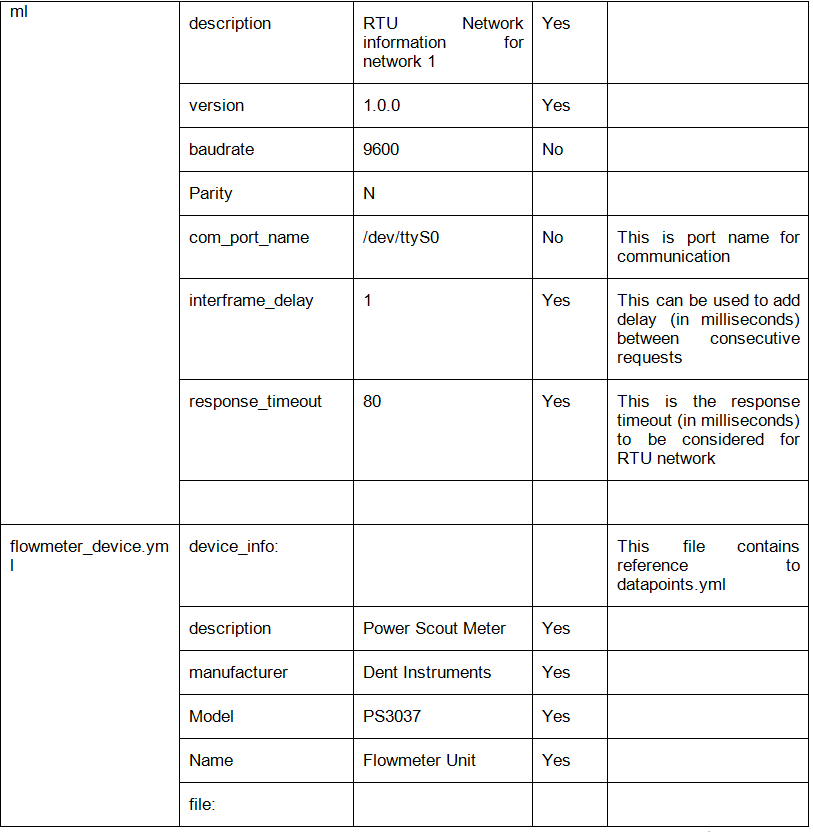 ml
description RTU Network Yes
information for
network 1
version 1.0.0 Yes
baudrate 9600 No
Parity N
com_port_name /dev/ttyS0 No This is port name for
communication
interframe_delay 1 Yes This can be used to add
delay (in milliseconds)
between consecutive
requests
response_timeout 80 Yes This is the response
timeout (in milliseconds)
to be considered for
RTU network
flowmeter_device.ym device_info: This file contains
l reference to
datapoints.yml
description Power Scout Meter Yes
manufacturer Dent Instruments Yes
Model PS3037 Yes
Name Flowmeter Unit Yes
file: